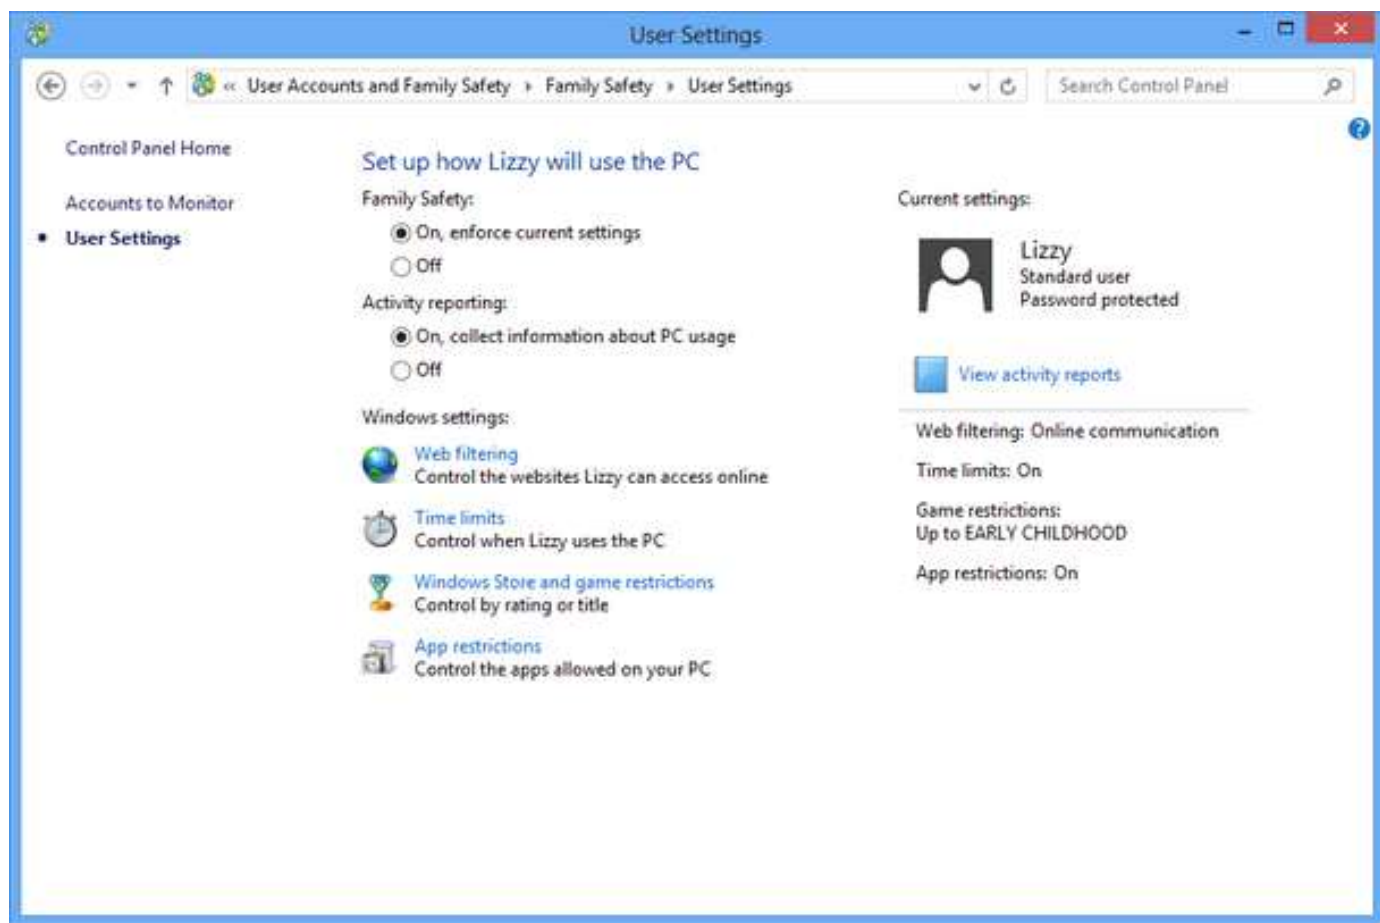 User Settings
« User Accounts and Family Safety ▸ Family Safety ▸ User Settings
Search Control Panel
Control Panel Home
Accounts to Monitor
• User Settings
Set up how Lizzy will use the PC
Family Safety:
On, enforce current settings
Off
Activity reporting:
On, collect information about PC usage
Off
Windows settings:
Web filtering
Control the websites Lizzy can access online
Time limits
Control when Lizzy uses the PC
Windows Store and game restrictions
Control by rating or title
App restrictions
Control the apps allowed on your PC
Current settings:
Lizzy
Standard user
Password protected
View activity reports
Web filtering: Online communication
Time limits: On
Game restrictions:
Up to EARLY CHILDHOOD
App restrictions: On